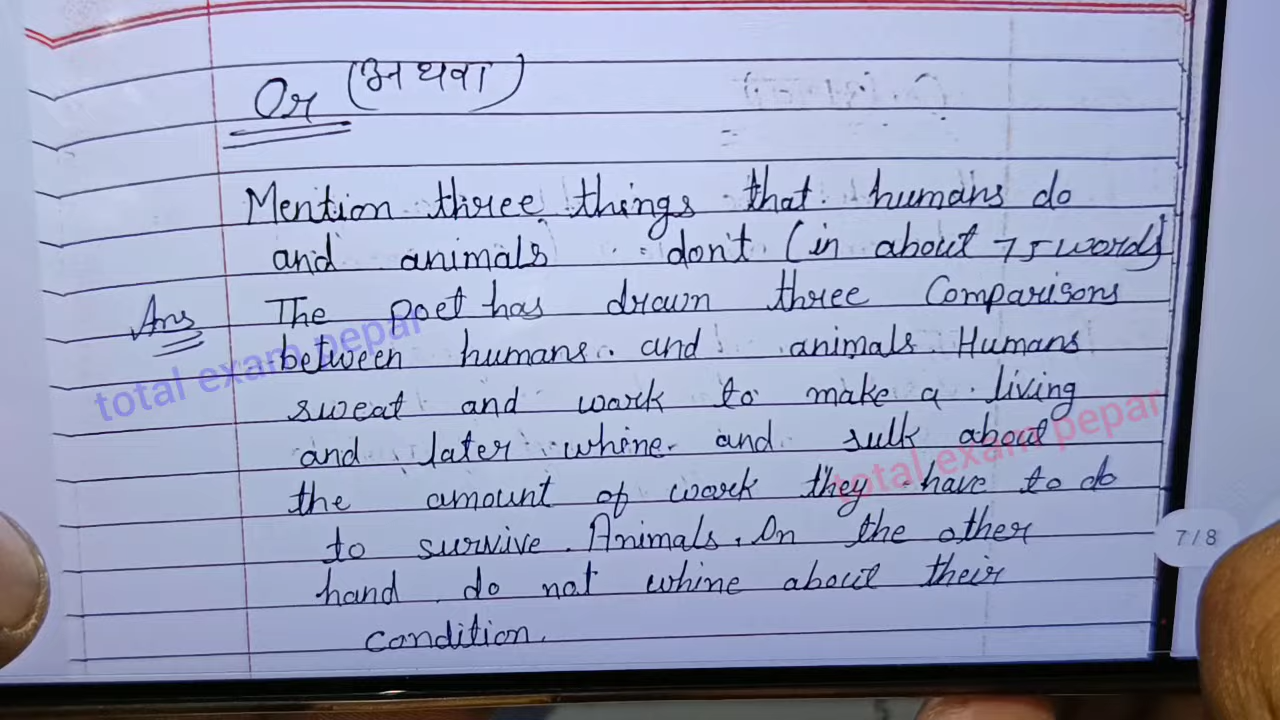 Or (अथवा)
Mention three things that humans do
and animals don't (in about 75 words)
Ans The poet has drawn three Comparisons
between humans and animals. Humans
sweat and work to make a living
and later whine and sulk about
the amount of work they have to do
to survive. Animals, On the other
hand do not whine about their
condition.
total exam pepar
total exam pepar
7/8